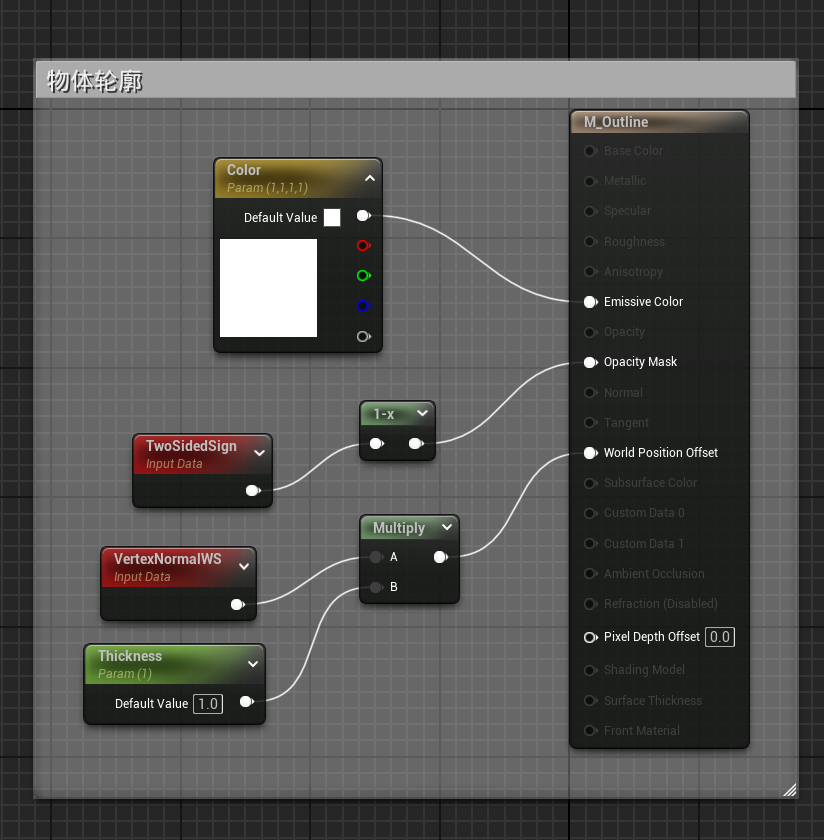 物体轮廓
M_Outline
Base Color
Metallic
Specular
Roughness
Anisotropy
Emissive Color
Opacity
Opacity Mask
Normal
Tangent
World Position Offset
Subsurface Color
Custom Data 0
Custom Data 1
Ambient Occlusion
Refraction (Disabled)
Pixel Depth Offset 0.0
Shading Model
Surface Thickness
Front Material
Color
Param (1,1,1,1)
Default Value
1-x
TwoSidedSign
Input Data
Multiply
A
B
VertexNormalWS
Input Data
Thickness
Param (1)
Default Value 1.0